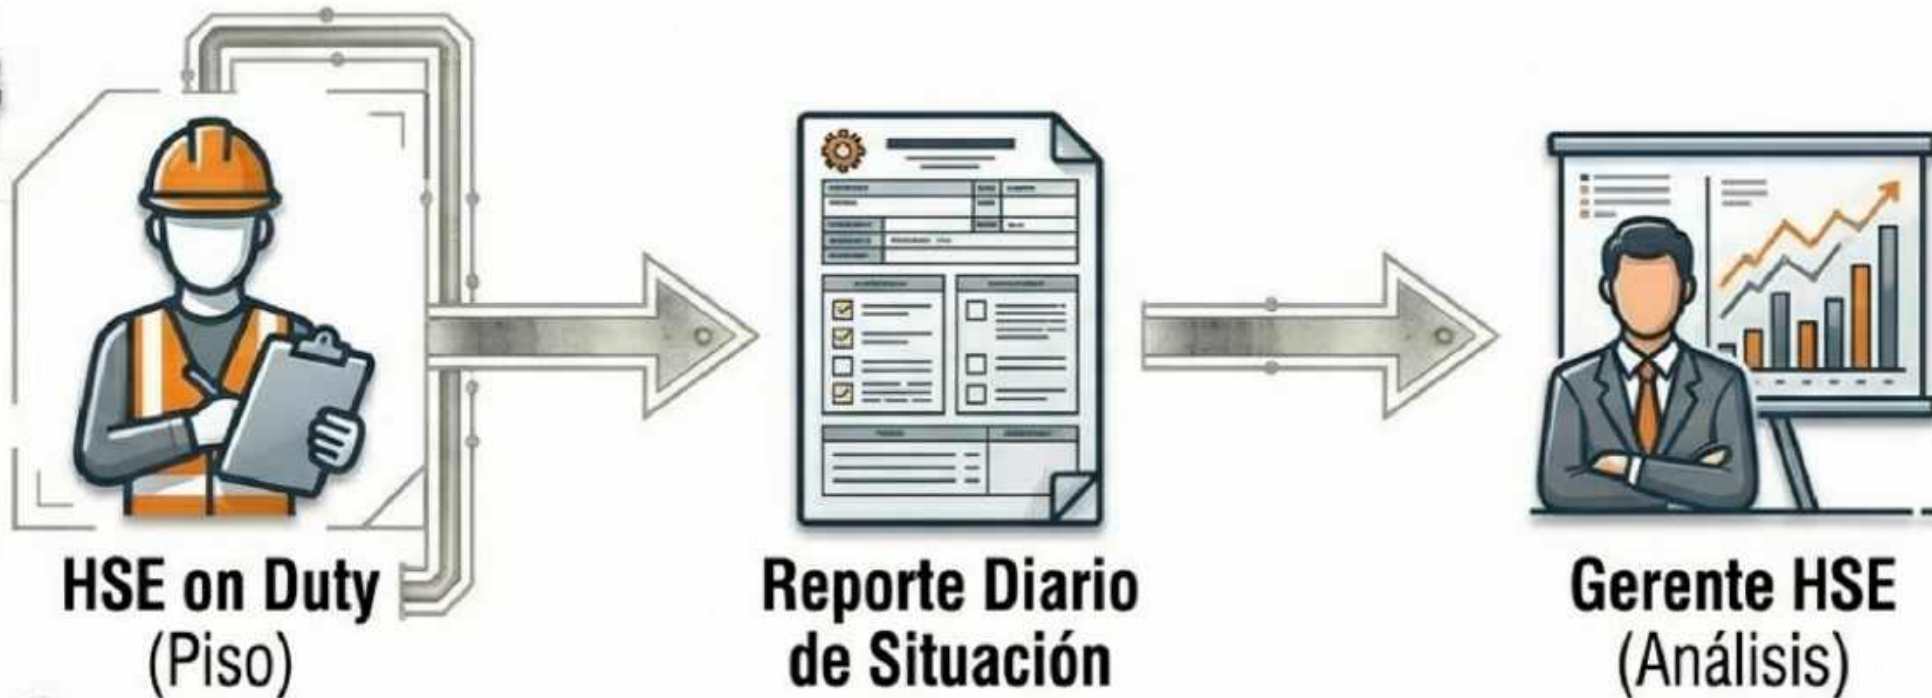 HSE on Duty
(Piso)
Reporte Diario
de Situación
Gerente HSE
(Análisis)